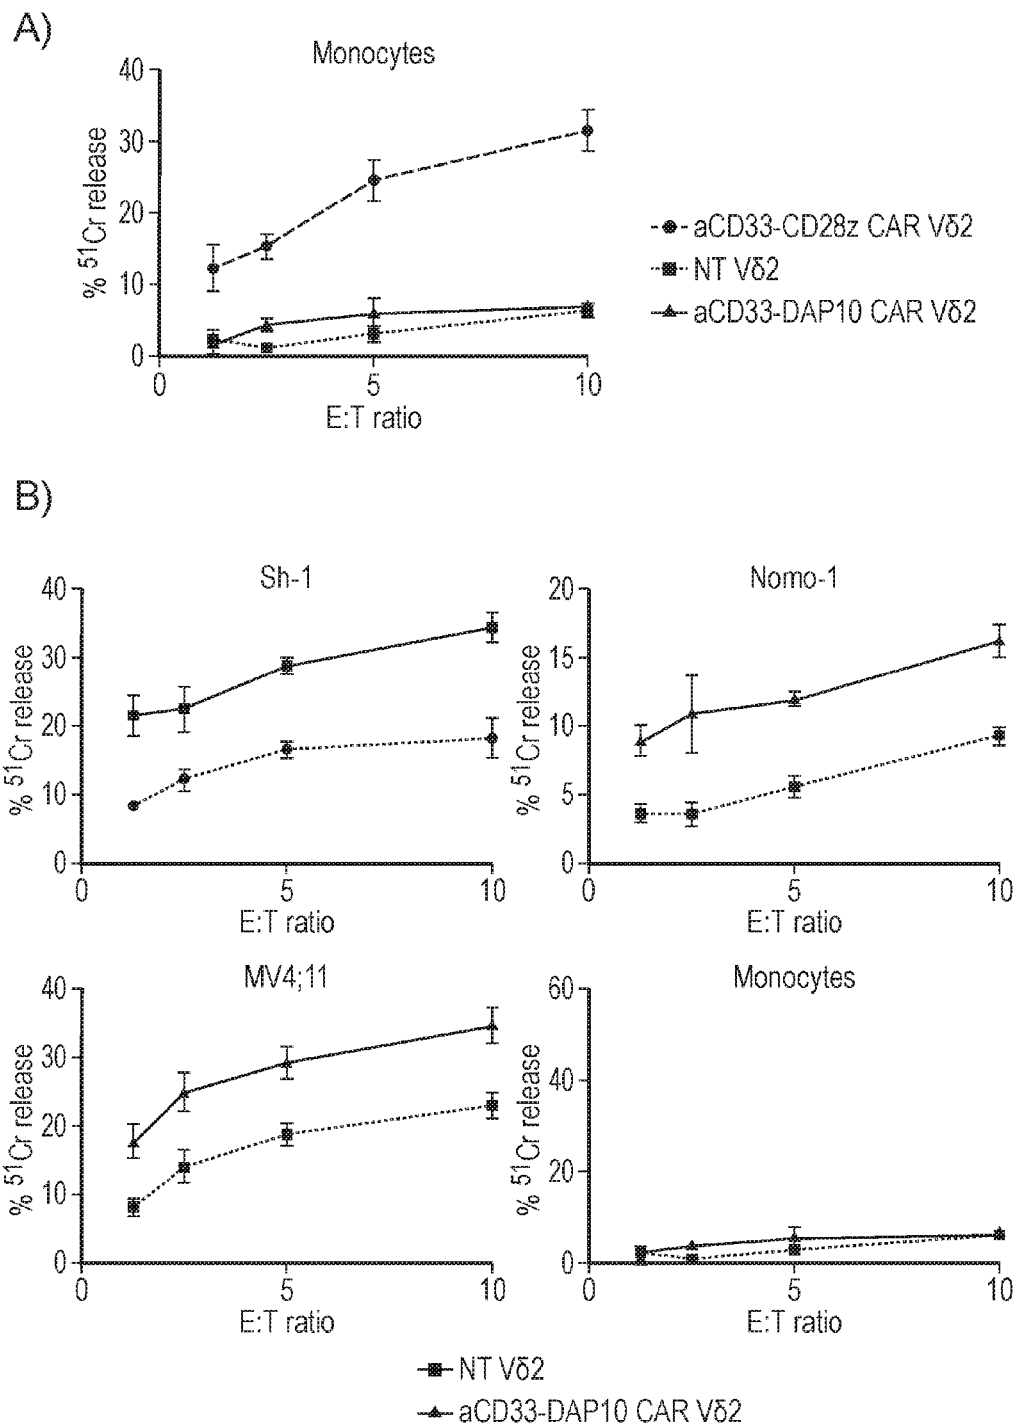 A)
Monocytes
% ⁵¹Cr release
40
30
20
10
0
0
5
10
E:T ratio
aCD33-CD28z CAR Vδ2
NT Vδ2
aCD33-DAP10 CAR Vδ2
B)
Sh-1
% ⁵¹Cr release
40
30
20
10
0
0
5
10
E:T ratio
Nomo-1
% ⁵¹Cr release
20
15
10
5
0
0
5
10
E:T ratio
MV4;11
% ⁵¹Cr release
40
30
20
10
0
0
5
10
E:T ratio
Monocytes
% ⁵¹Cr release
60
40
20
0
0
5
10
E:T ratio
NT Vδ2
aCD33-DAP10 CAR Vδ2